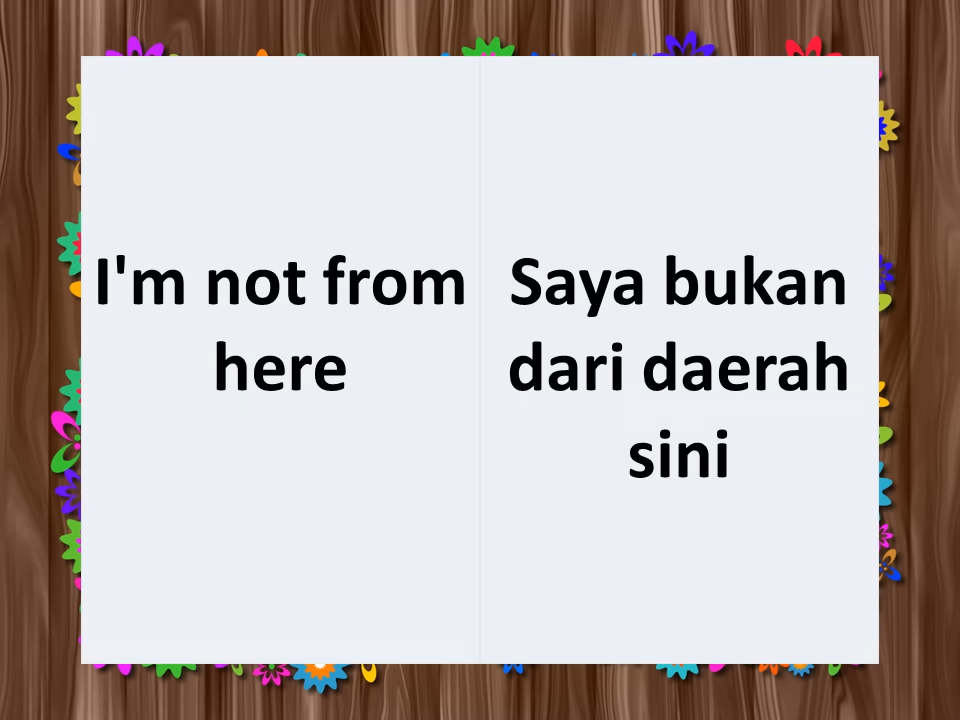 I'm not from
here
Saya bukan
dari daerah
sini